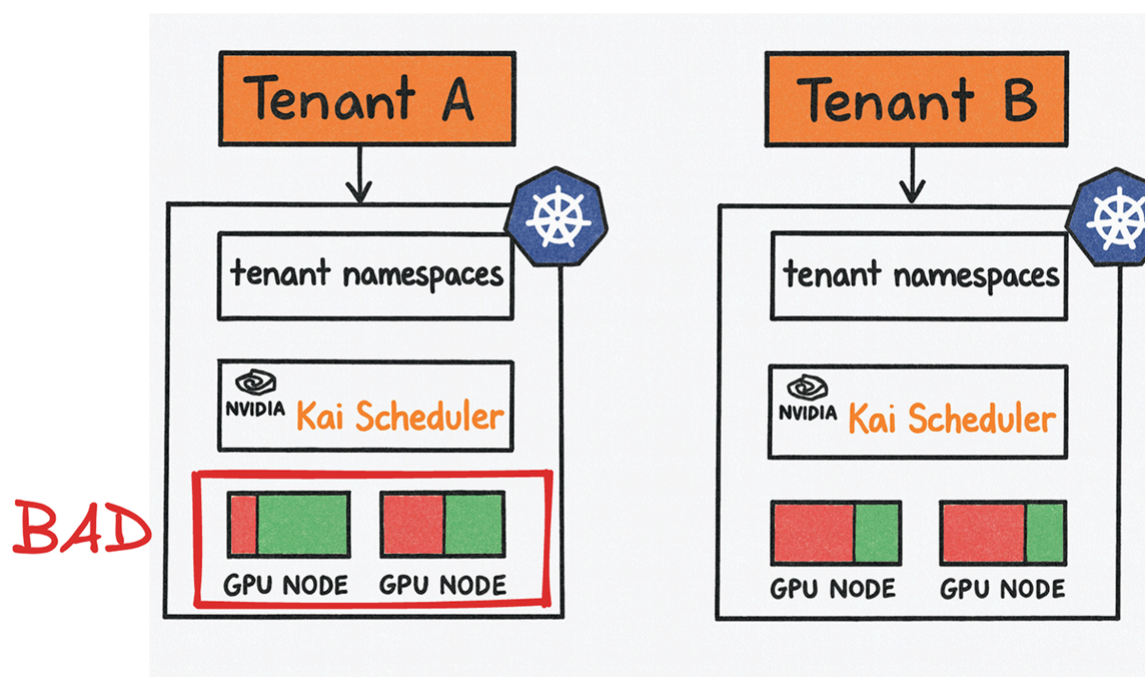 Tenant A
tenant namespaces
NVIDIA Kai Scheduler
BAD
GPU NODE GPU NODE
Tenant B
tenant namespaces
NVIDIA Kai Scheduler
GPU NODE GPU NODE